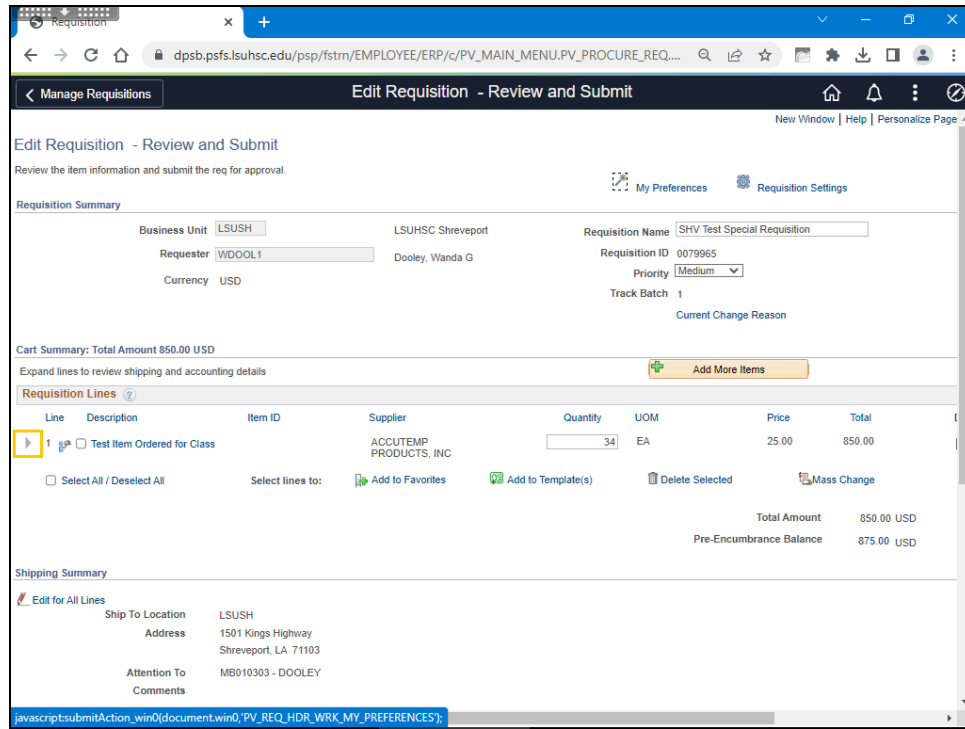 Requisition
dpsb.psfs.lsuhsc.edu/psp/fstrn/EMPLOYEE/ERP/c/PV_MAIN_MENU.PV_PROCURE_REQ....
Manage Requisitions
Edit Requisition - Review and Submit
New Window | Help | Personalize Page
Edit Requisition - Review and Submit
Review the item information and submit the req for approval.
My Preferences Requisition Settings
Requisition Summary
Business Unit LSUSH LSUHSC Shreveport Requisition Name SHV Test Special Requisition
Requester WDOOL1 Dooley, Wanda G Requisition ID 0079965
Priority Medium
Currency USD
Track Batch 1
Current Change Reason
Cart Summary: Total Amount 850.00 USD
Expand lines to review shipping and accounting details Add More Items
Requisition Lines ?
Line Description Item ID Supplier Quantity UOM Price Total
1 Test Item Ordered for Class ACCUTEMP PRODUCTS, INC 34 EA 25.00 850.00
Select All / Deselect All Select lines to: Add to Favorites Add to Template(s) Delete Selected Mass Change
Total Amount 850.00 USD
Pre-Encumbrance Balance 875.00 USD
Shipping Summary
Edit for All Lines
Ship To Location LSUSH
Address 1501 Kings Highway
Shreveport, LA 71103
Attention To MB010303 - DOOLEY
Comments
javascript:submitAction_win0(document.win0,'PV_REQ_HDR_WRK_MY_PREFERENCES');